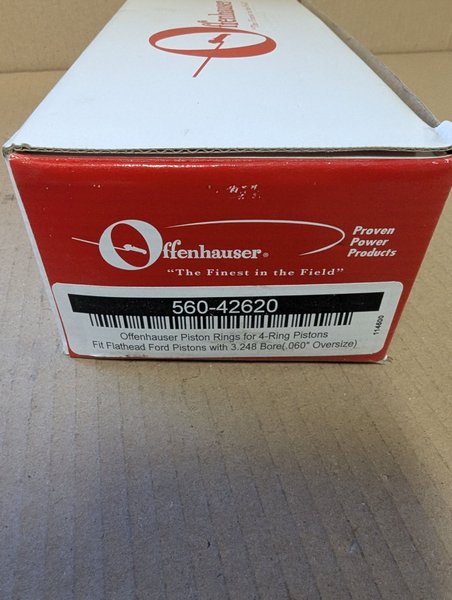 Offenhauser
Offenhauser®
Proven
Power
Products
"The Finest in the Field"
560-42620
114800
Offenhauser Piston Rings for 4-Ring Pistons
Fit Flathead Ford Pistons with 3.248 Bore(.060" Oversize)